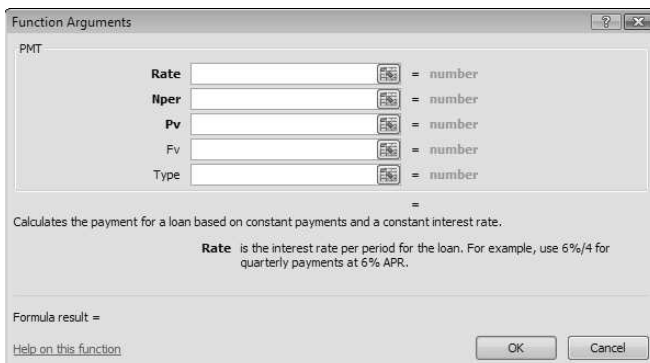 Function Arguments
PMT
Rate = number
Nper = number
Pv = number
Fv = number
Type = number
=
Calculates the payment for a loan based on constant payments and a constant interest rate.
Rate is the interest rate per period for the loan. For example, use 6%/4 for
quarterly payments at 6% APR.
Formula result =
Help on this function OK Cancel